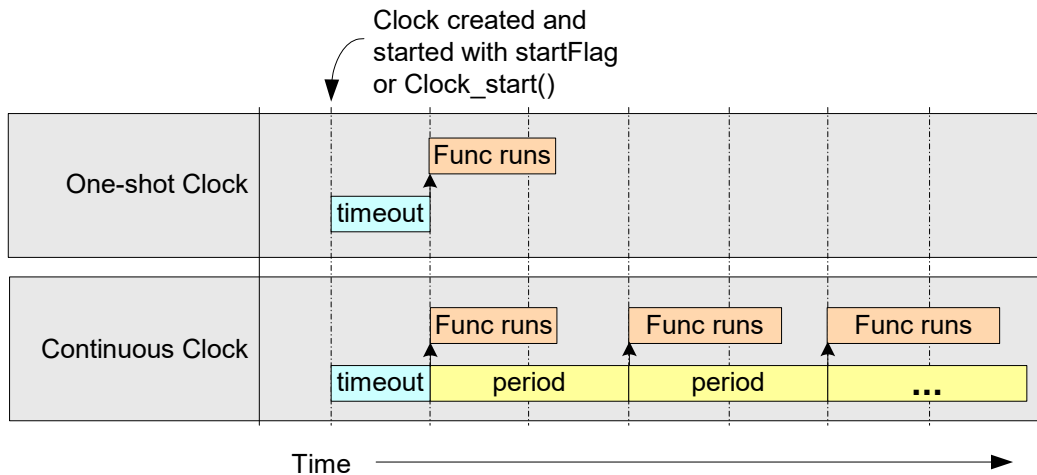 Clock created and
started with startFlag
or Clock_start()
Func runs
One-shot Clock
timeout
Func runs Func runs Func runs
Continuous Clock
timeout period period ...
Time